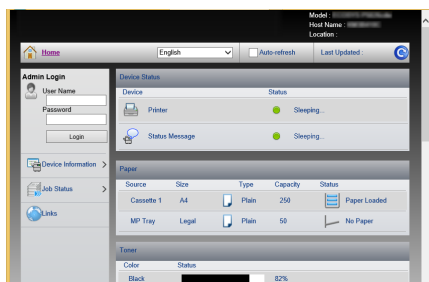 Model :
Host Name :
Location :
Home
English
Auto-refresh
Last Updated :
Admin Login
User Name
Password
Login
Device Information
Job Status
Links
Device Status
Device Status
Printer Sleeping...
Status Message Sleeping...
Paper
Source Size Type Capacity Status
Cassette 1 A4 Plain 250 Paper Loaded
MP Tray Legal Plain 50 No Paper
Toner
Color Status
Black 82%